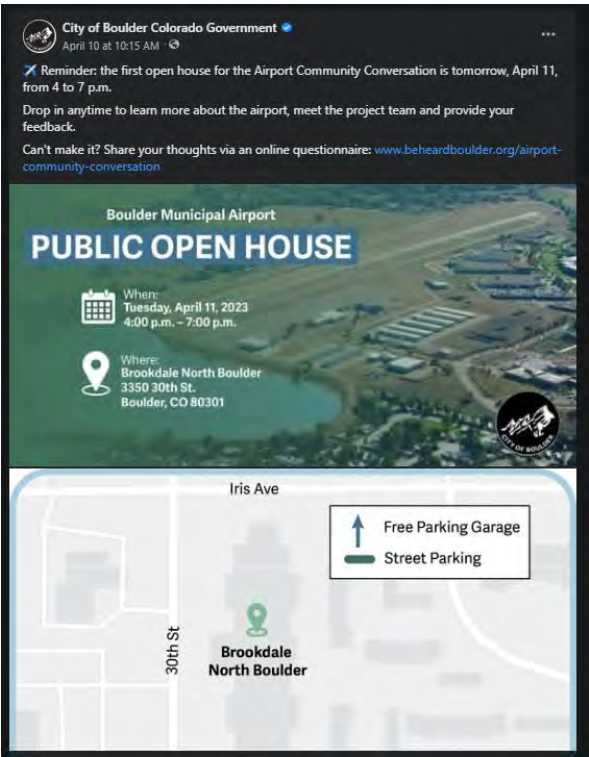 City of Boulder Colorado Government
April 10 at 10:15 AM ·
✈️ Reminder: the first open house for the Airport Community Conversation is tomorrow, April 11,
from 4 to 7 p.m.
Drop in anytime to learn more about the airport, meet the project team and provide your
feedback.
Can't make it? Share your thoughts via an online questionnaire: www.beheardboulder.org/airport-
community-conversation
Boulder Municipal Airport
PUBLIC OPEN HOUSE
When:
Tuesday, April 11, 2023
4:00 p.m. – 7:00 p.m.
Where:
Brookdale North Boulder
3350 30th St.
Boulder, CO 80301
CITY OF BOULDER
Iris Ave
Free Parking Garage
Street Parking
30th St
Brookdale
North Boulder